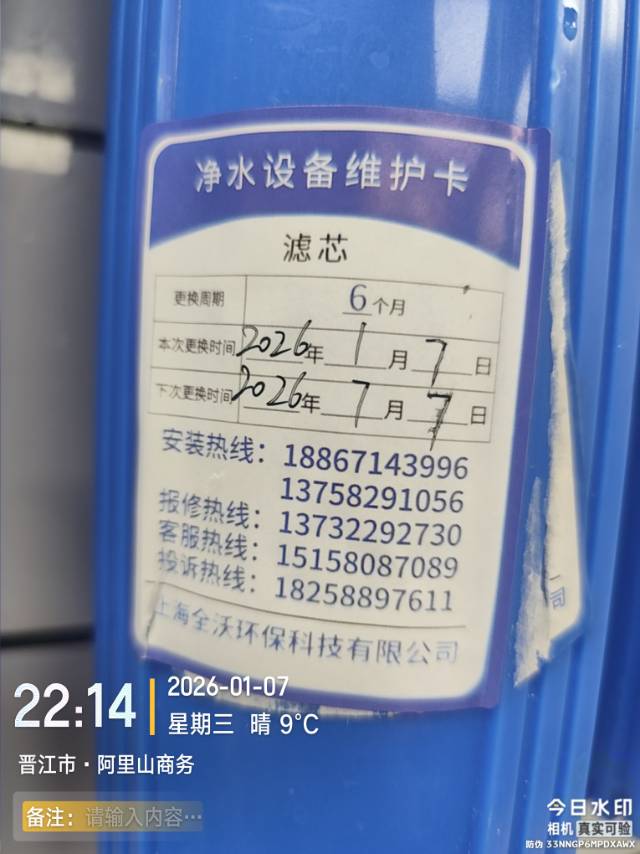 净水设备维护卡
滤芯
更换周期 6个月
本次更换时间 2026年 1月 7日
下次更换时间 2026年 7月 7日
安装热线：18867143996
13758291056
报修热线：13732292730
客服热线：15158087089
投诉热线：18258897611
上海全沃环保科技有限公司
司
22:14
2026-01-07
星期三 晴 9°C
晋江市·阿里山商务
备注：请输入内容…
今日水印
相机 真实可验
防伪 33NNGP6MPDXAWX